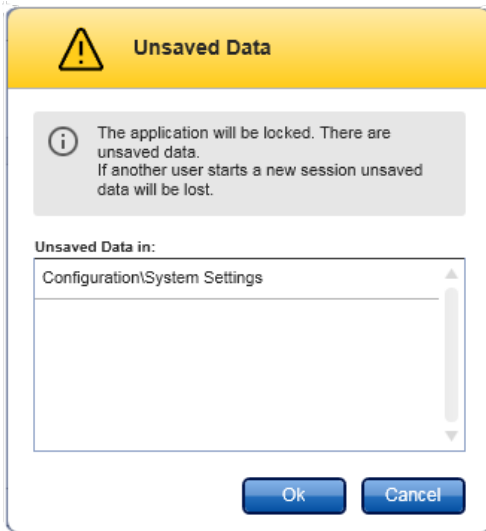 Unsaved Data
The application will be locked. There are
unsaved data.
If another user starts a new session unsaved
data will be lost.
Unsaved Data in:
Configuration\System Settings
Ok
Cancel